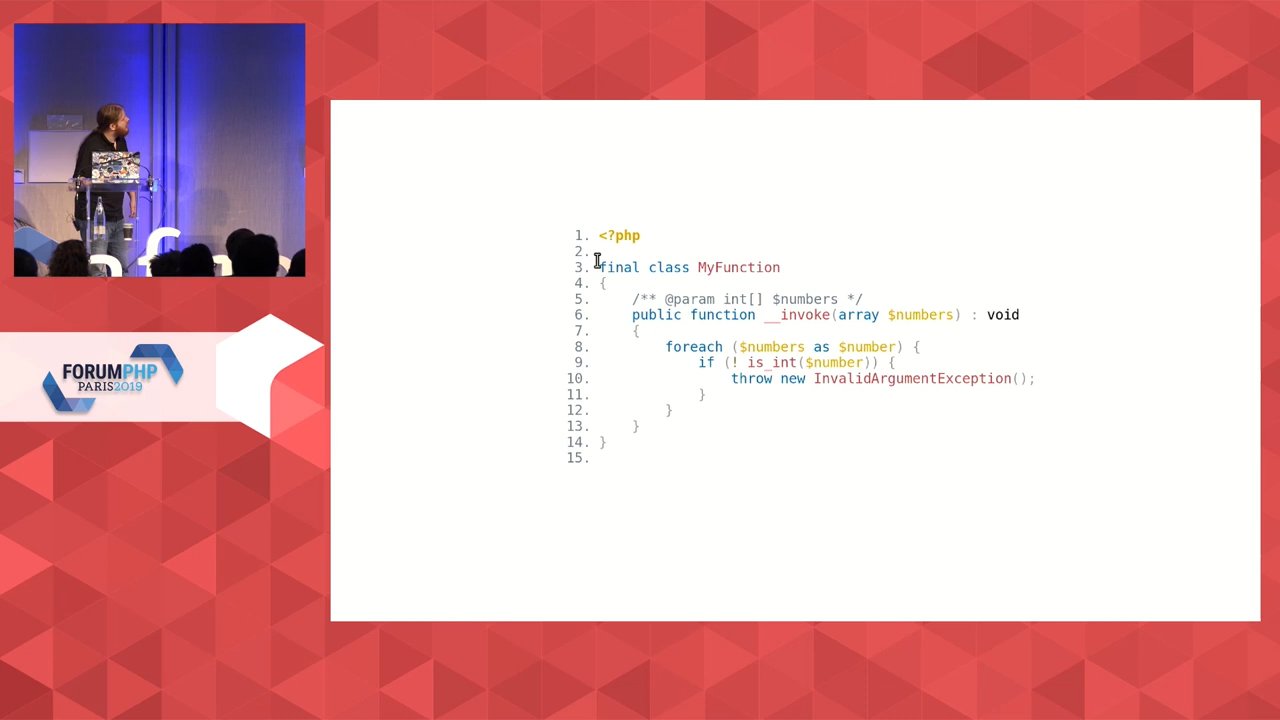 FORUMPHP
PARIS2019
1. <?php
2.
3. final class MyFunction
4. {
5.     /** @param int[] $numbers */
6.     public function __invoke(array $numbers) : void
7.     {
8.         foreach ($numbers as $number) {
9.             if (! is_int($number)) {
10.                 throw new InvalidArgumentException();
11.             }
12.         }
13.     }
14. }
15.